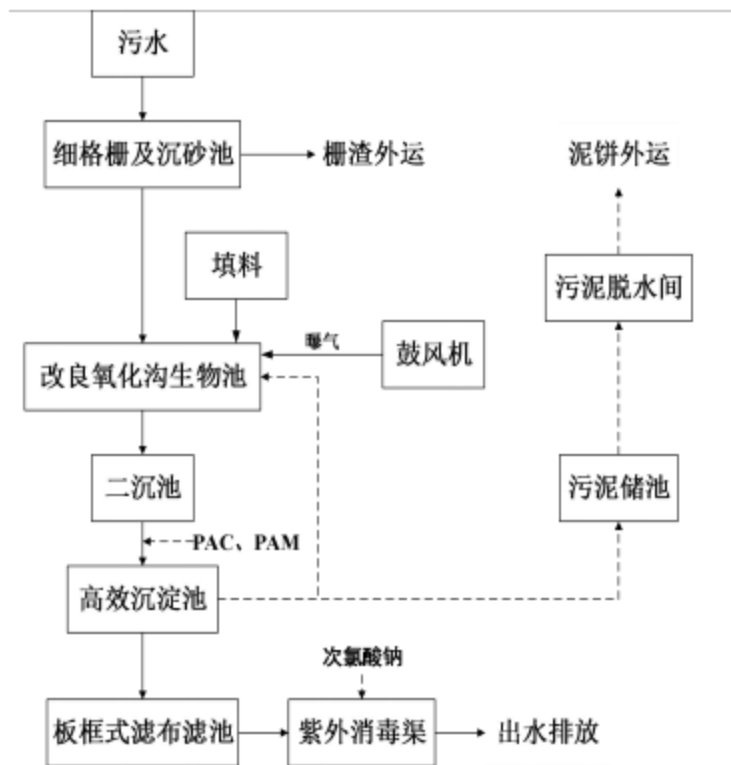 污水
细格栅及沉砂池
栅渣外运
泥饼外运
填料
污泥脱水间
曝气
鼓风机
改良氧化沟生物池
二沉池
污泥储池
PAC、PAM
高效沉淀池
次氯酸钠
板框式滤布滤池
紫外消毒渠
出水排放